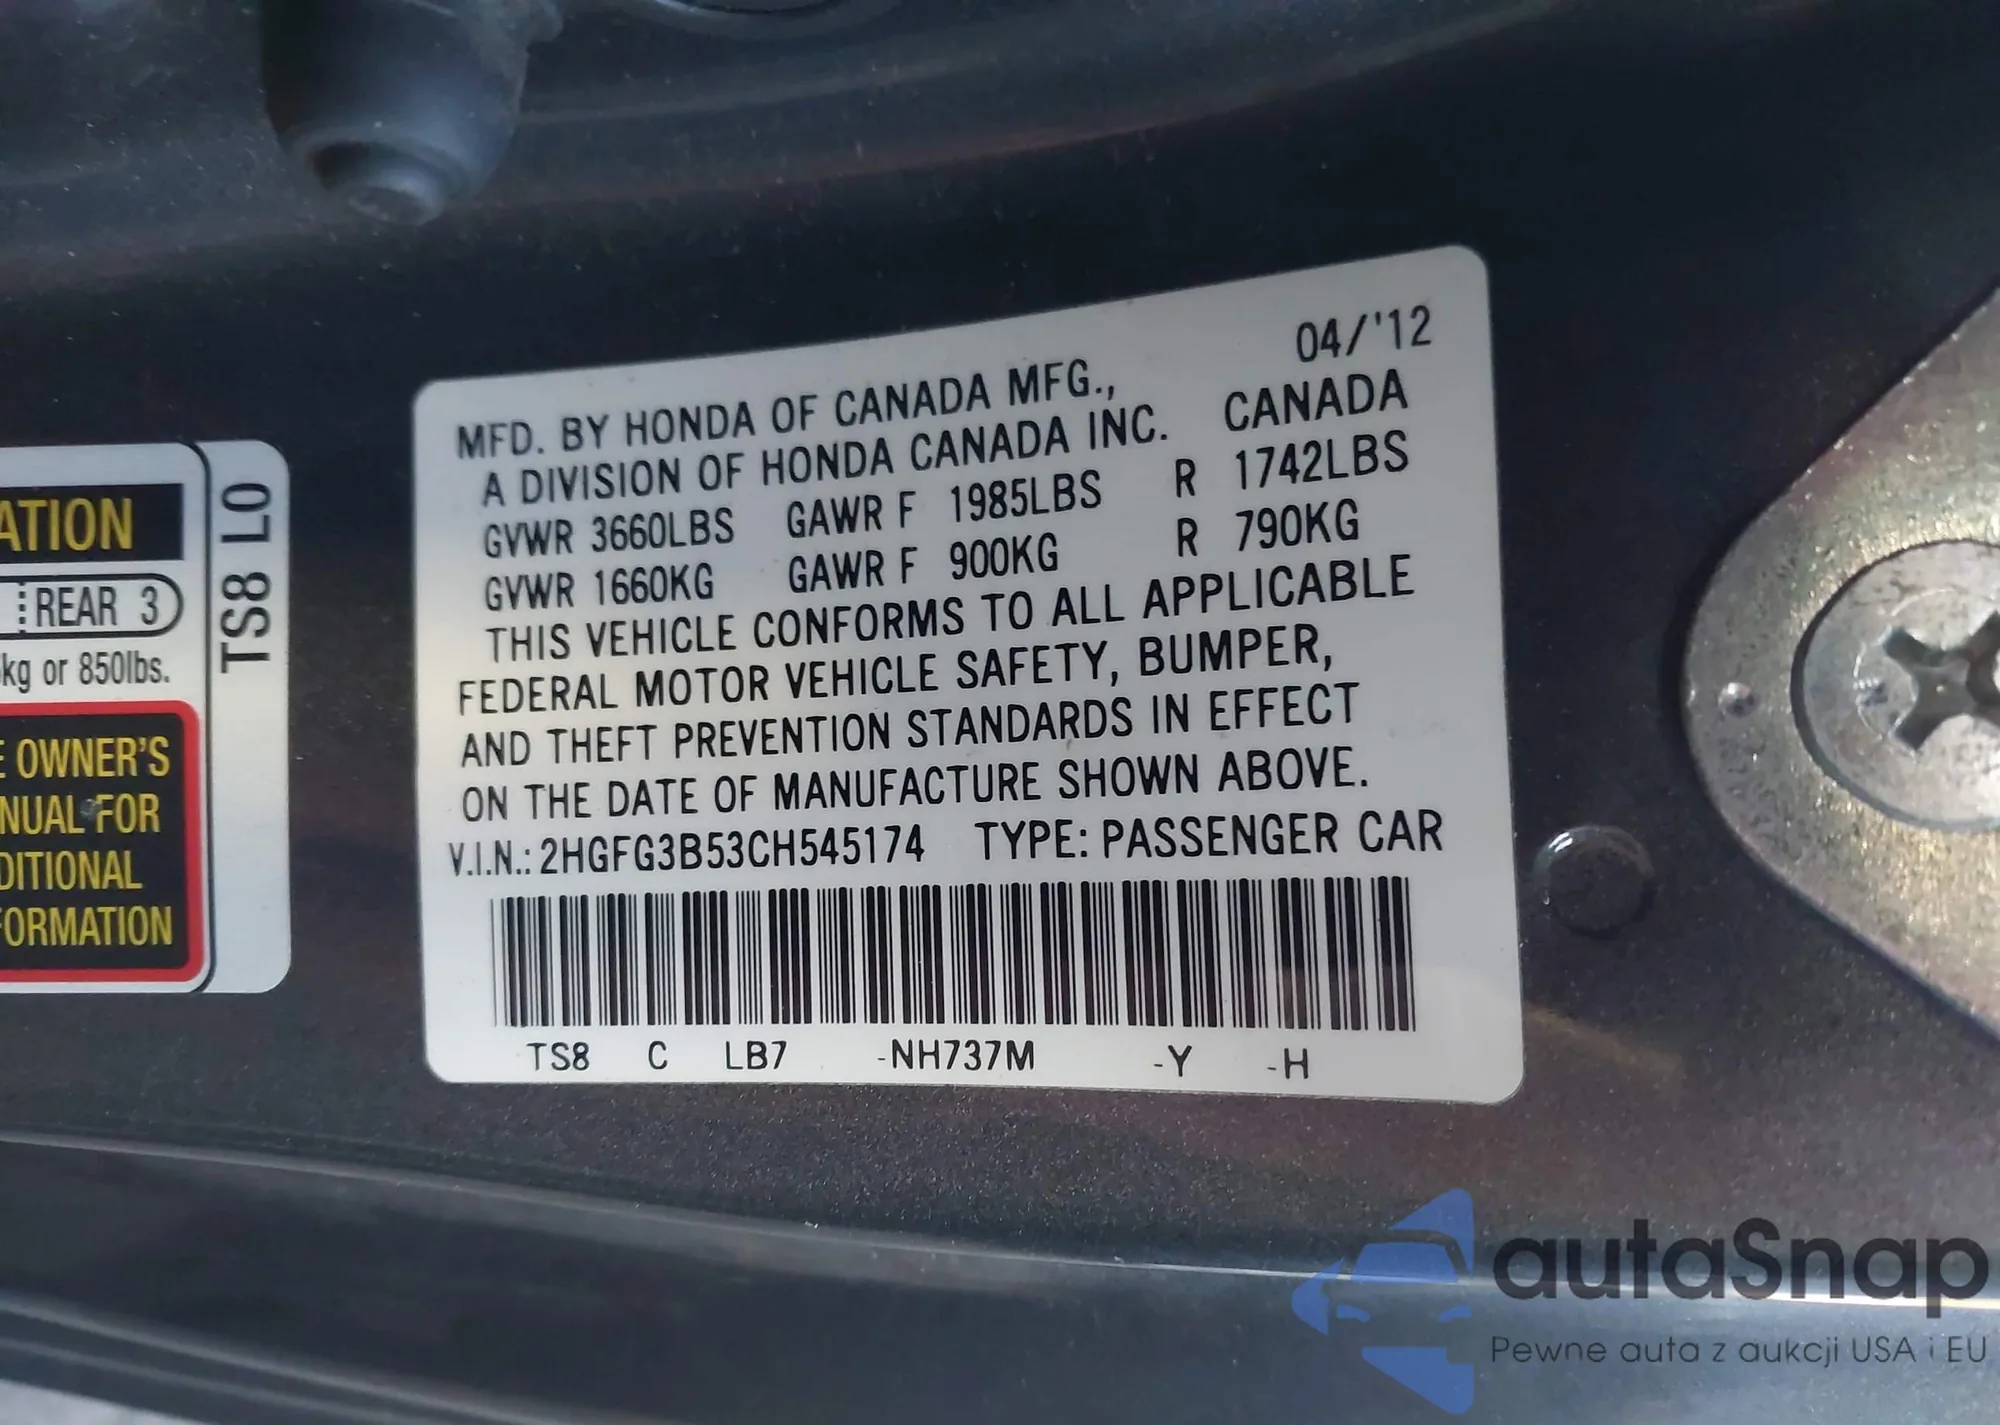 ATION
REAR 3
kg or 850lbs.
OWNER'S
NUAL FOR
DITIONAL
FORMATION
TS8 L0
04/'12
MFD. BY HONDA OF CANADA MFG.,
A DIVISION OF HONDA CANADA INC. CANADA
GVWR 3660LBS GAWR F 1985LBS R 1742LBS
GVWR 1660KG GAWR F 900KG R 790KG
THIS VEHICLE CONFORMS TO ALL APPLICABLE
FEDERAL MOTOR VEHICLE SAFETY, BUMPER,
AND THEFT PREVENTION STANDARDS IN EFFECT
ON THE DATE OF MANUFACTURE SHOWN ABOVE.
V.I.N.: 2HGFG3B53CH545174 TYPE: PASSENGER CAR
TS8 C LB7 -NH737M -Y -H
autaSnap
Pewne auta z aukcji USA i EU